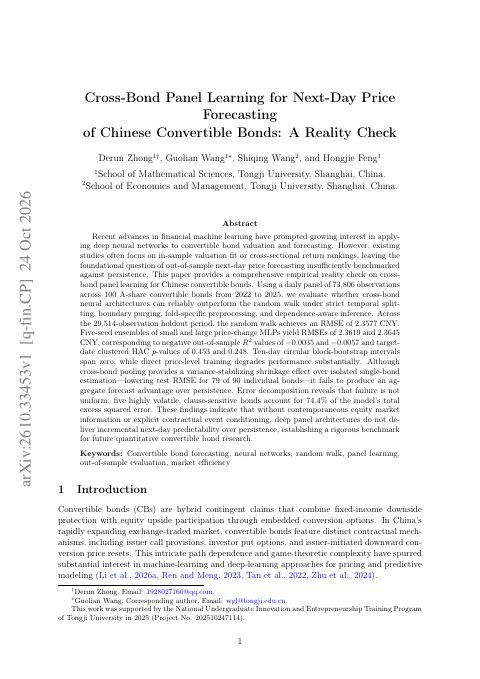 arXiv:2610.33453v1 [q-fin.CP] 24 Oct 2026
Cross-Bond Panel Learning for Next-Day Price
Forecasting
of Chinese Convertible Bonds: A Reality Check
Derun Zhong¹†, Guolian Wang¹*, Shiqing Wang², and Hongjie Feng¹
¹School of Mathematical Sciences, Tongji University, Shanghai, China.
²School of Economics and Management, Tongji University, Shanghai, China.
Abstract
Recent advances in financial machine learning have prompted growing interest in apply-
ing deep neural networks to convertible bond valuation and forecasting. However, existing
studies often focus on in-sample valuation fit or cross-sectional return rankings, leaving the
foundational question of out-of-sample next-day price forecasting insufficiently benchmarked
against persistence. This paper provides a comprehensive empirical reality check on cross-
bond panel learning for Chinese convertible bonds. Using a daily panel of 73,806 observations
across 100 A-share convertible bonds from 2022 to 2025, we evaluate whether cross-bond
neural architectures can reliably outperform the random walk under strict temporal split-
ting, boundary purging, fold-specific preprocessing, and dependence-aware inference. Across
the 29,514-observation holdout period, the random walk achieves an RMSE of 2.3577 CNY.
Five-seed ensembles of small and large price-change MLPs yield RMSEs of 2.3619 and 2.3645
CNY, corresponding to negative out-of-sample R² values of −0.0035 and −0.0057 and target-
date clustered HAC p-values of 0.453 and 0.248. Ten-day circular block-bootstrap intervals
span zero, while direct price-level training degrades performance substantially. Although
cross-bond pooling provides a variance-stabilizing shrinkage effect over isolated single-bond
estimation—lowering test RMSE for 79 of 90 individual bonds—it fails to produce an ag-
gregate forecast advantage over persistence. Error decomposition reveals that failure is not
uniform: five highly volatile, clause-sensitive bonds account for 74.4% of the model's total
excess squared error. These findings indicate that without contemporaneous equity market
information or explicit contractual event conditioning, deep panel architectures do not de-
liver incremental next-day predictability over persistence, establishing a rigorous benchmark
for future quantitative convertible bond research.
Keywords: Convertible bond forecasting, neural networks, random walk, panel learning,
out-of-sample evaluation, market efficiency
1 Introduction
Convertible bonds (CBs) are hybrid contingent claims that combine fixed-income downside
protection with equity upside participation through embedded conversion options. In China's
rapidly expanding exchange-traded market, convertible bonds feature distinct contractual mech-
anisms, including issuer call provisions, investor put options, and issuer-initiated downward con-
version price resets. This intricate path dependence and game-theoretic complexity have spurred
substantial interest in machine-learning and deep-learning approaches for pricing and predictive
modeling (Li et al., 2026a, Ren and Meng, 2023, Tan et al., 2022, Zhu et al., 2024).
†Derun Zhong, Email: 1928027160@qq.com.
*Guolian Wang, Corresponding author, Email: wgl@tongji.edu.cn.
This work was supported by the National Undergraduate Innovation and Entrepreneurship Training Program
of Tongji University in 2025 (Project No. 202510247114).
1